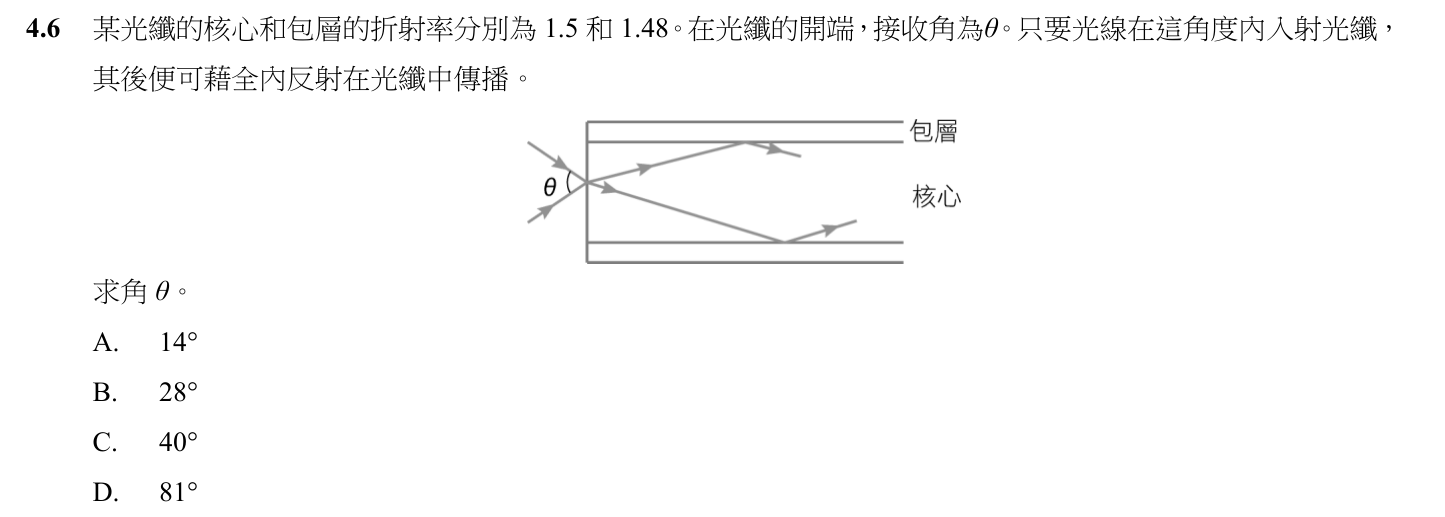 4.6 某光纖的核心和包層的折射率分別為 1.5 和 1.48。在光纖的開端，接收角為θ。只要光線在這角度內入射光纖，
其後便可藉全內反射在光纖中傳播。
包層
θ
核心
求角 θ。
A. 14°
B. 28°
C. 40°
D. 81°